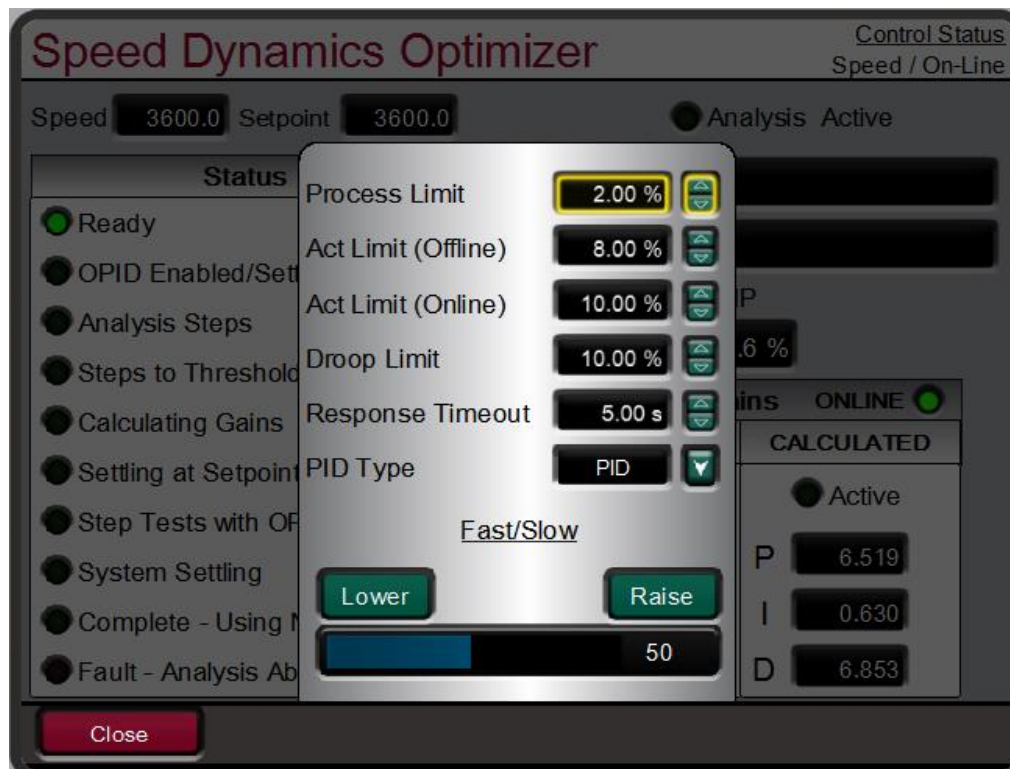 Speed Dynamics Optimizer
Control Status
Speed / On-Line
Speed 3600.0 Setpoint 3600.0 Analysis Active
Status
Ready
OPID Enabled/Sett
Analysis Steps
Steps to Threshold
Calculating Gains
Settling at Setpoint
Step Tests with OP
System Settling
Complete - Using N
Fault - Analysis Ab
Process Limit 2.00 %
Act Limit (Offline) 8.00 %
Act Limit (Online) 10.00 %
Droop Limit 10.00 %
Response Timeout 5.00 s
PID Type PID
Fast/Slow
Lower Raise
50
.6 %
ONLINE
CALCULATED
Active
P 6.519
I 0.630
D 6.853
Close